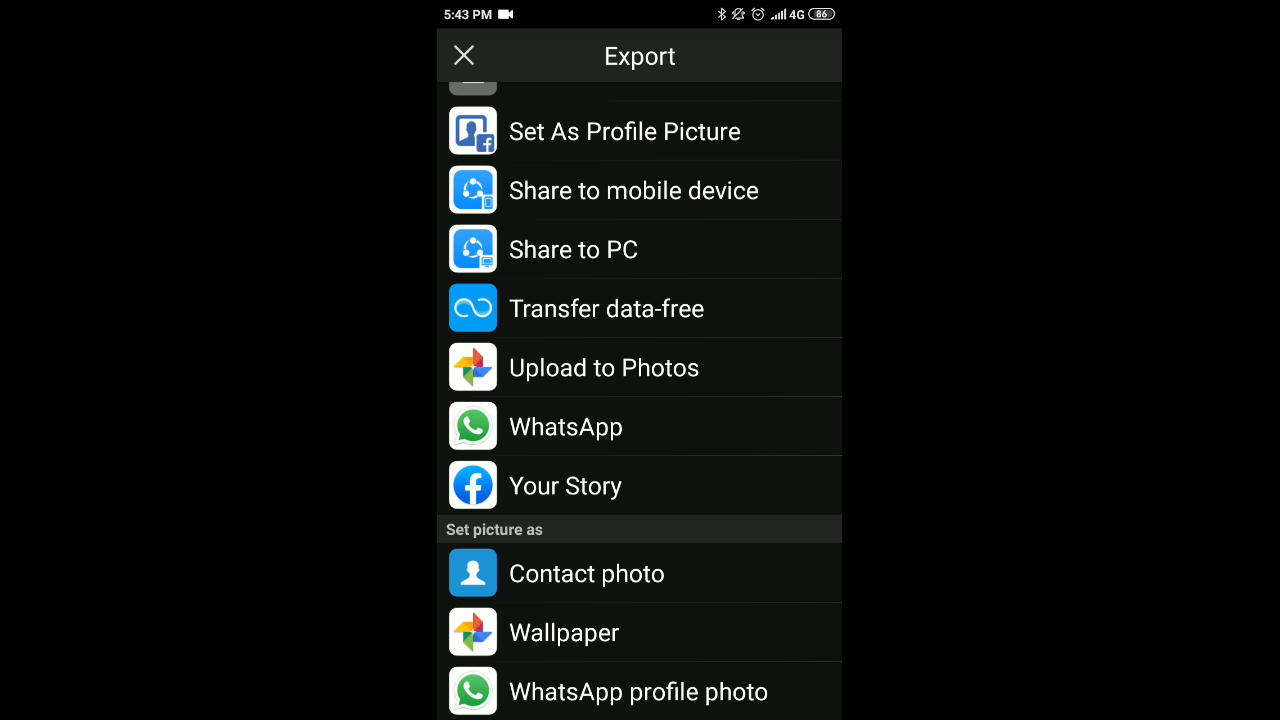 5:43 PM 4G 86
Export
Set As Profile Picture
Share to mobile device
Share to PC
Transfer data-free
Upload to Photos
WhatsApp
Your Story
Set picture as
Contact photo
Wallpaper
WhatsApp profile photo